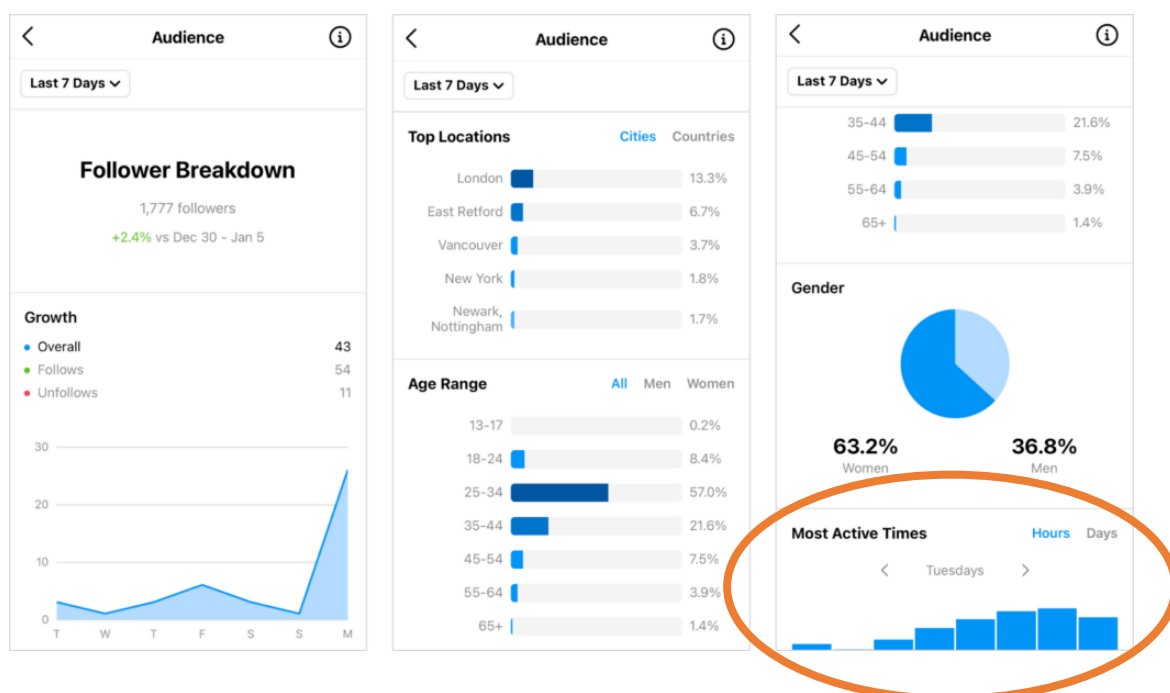 Audience
Last 7 Days
Follower Breakdown
1,777 followers
+2.4% vs Dec 30 - Jan 5
Growth
Overall 43
Follows 54
Unfollows 11
30
20
10
0
T W T F S S M
Audience
Last 7 Days
Top Locations Cities Countries
London 13.3%
East Retford 6.7%
Vancouver 3.7%
New York 1.8%
Newark,
Nottingham 1.7%
Age Range All Men Women
13-17 0.2%
18-24 8.4%
25-34 57.0%
35-44 21.6%
45-54 7.5%
55-64 3.9%
65+ 1.4%
Audience
Last 7 Days
35-44 21.6%
45-54 7.5%
55-64 3.9%
65+ 1.4%
Gender
63.2% 36.8%
Women Men
Most Active Times Hours Days
Tuesdays